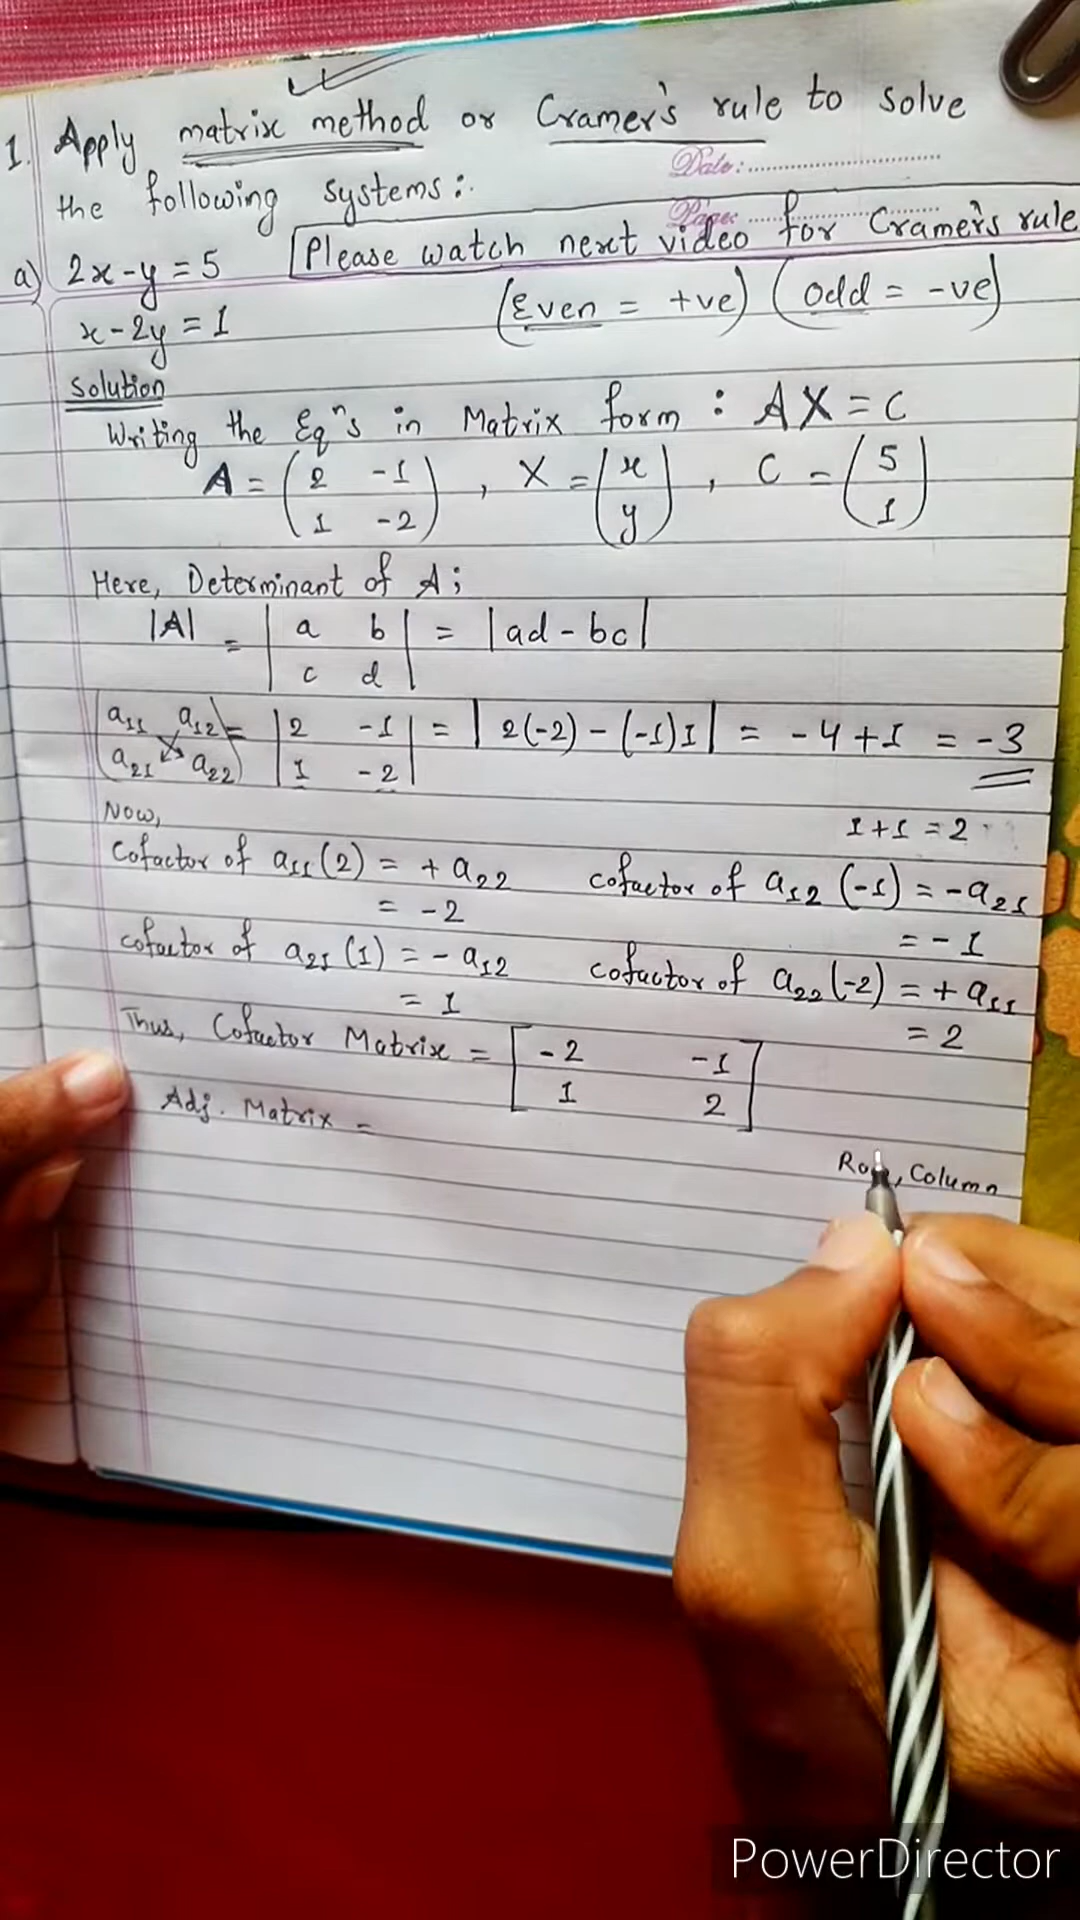 1. Apply matrix method or Cramer's rule to solve
Date:
the following systems:
Page:
Please watch next video for Cramer's rule
a) 2x-y = 5
(Even = +ve) (odd = -ve)
x-2y = 1
Solution
Writing the Eqn's in Matrix form : AX = C
A = (2 -1 , X = (x , C = (5
1 -2) y) 1)
Here, Determinant of A;
|A| = |a b| = |ad - bc|
|c d|
(a11 a12 = |2 -1| = |2(-2) - (-1)1| = -4+1 = -3
a21 a22) |1 -2|
Now,
1+1 = 2
Cofactor of a11 (2) = + a22 cofactor of a12 (-1) = -a21
= -2 = -1
cofactor of a21 (1) = - a12 cofactor of a22 (-2) = + a11
= 1 = 2
Thus, Cofactor Matrix = [-2 -1
1 2]
Adj. Matrix =
, Column
PowerDirector